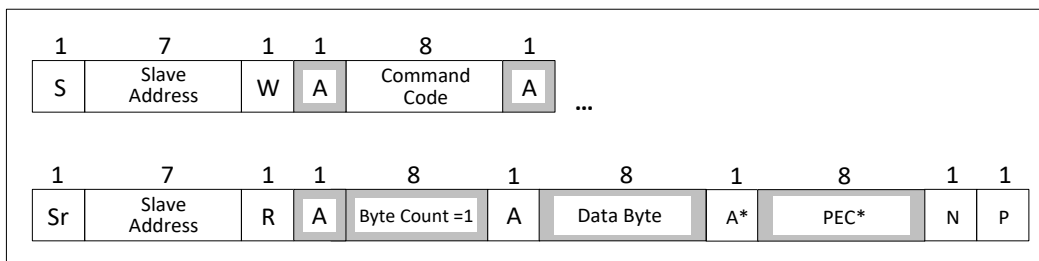 1 7 1 1 8 1
S Slave Address W A Command Code A ...
1 7 1 1 8 1 8 1 8 1 1
Sr Slave Address R A Byte Count =1 A Data Byte A* PEC* N P